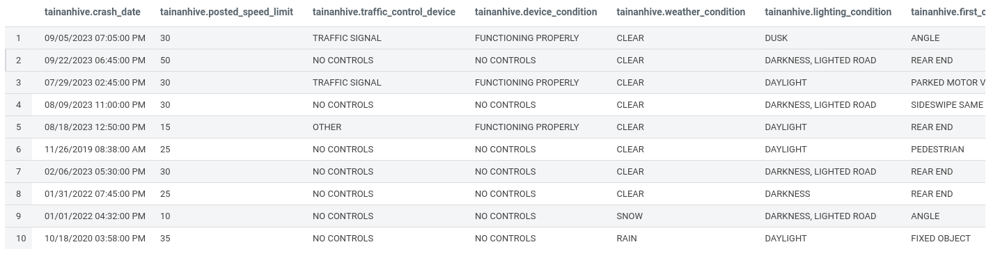 tainanhive.crash_date tainanhive.posted_speed_limit tainanhive.traffic_control_device tainanhive.device_condition tainanhive.weather_condition tainanhive.lighting_condition tainanhive.first_c
1 09/05/2023 07:05:00 PM 30 TRAFFIC SIGNAL FUNCTIONING PROPERLY CLEAR DUSK ANGLE
2 09/22/2023 06:45:00 PM 50 NO CONTROLS NO CONTROLS CLEAR DARKNESS, LIGHTED ROAD REAR END
3 07/29/2023 02:45:00 PM 30 TRAFFIC SIGNAL FUNCTIONING PROPERLY CLEAR DAYLIGHT PARKED MOTOR V
4 08/09/2023 11:00:00 PM 30 NO CONTROLS NO CONTROLS CLEAR DARKNESS, LIGHTED ROAD SIDESWIPE SAME
5 08/18/2023 12:50:00 PM 15 OTHER FUNCTIONING PROPERLY CLEAR DAYLIGHT REAR END
6 11/26/2019 08:38:00 AM 25 NO CONTROLS NO CONTROLS CLEAR DAYLIGHT PEDESTRIAN
7 02/06/2023 05:30:00 PM 30 NO CONTROLS NO CONTROLS CLEAR DARKNESS, LIGHTED ROAD REAR END
8 01/31/2022 07:45:00 PM 25 NO CONTROLS NO CONTROLS CLEAR DARKNESS REAR END
9 01/01/2022 04:32:00 PM 10 NO CONTROLS NO CONTROLS SNOW DARKNESS, LIGHTED ROAD ANGLE
10 10/18/2020 03:58:00 PM 35 NO CONTROLS NO CONTROLS RAIN DAYLIGHT FIXED OBJECT